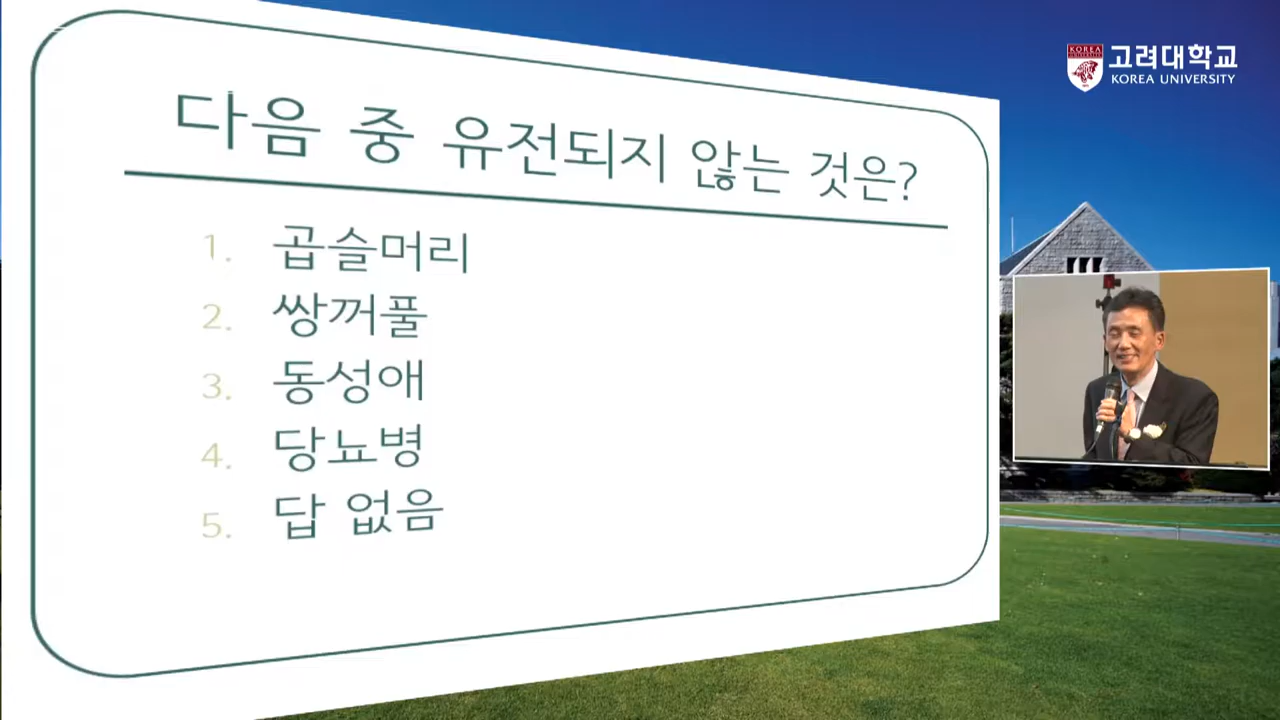 다음 중 유전되지 않는 것은?
1. 곱슬머리
2. 쌍꺼풀
3. 동성애
4. 당뇨병
5. 답 없음
KOREA
UNIVERSITY
고려대학교
KOREA UNIVERSITY